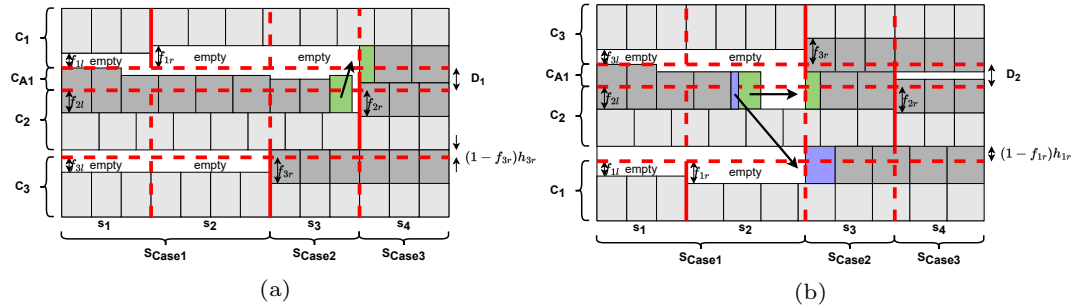 C1
f1l
empty
f1r
empty
empty
CA1
D1
f2l
f2r
C2
f3l
empty
empty
f3r
(1 − f3r)h3r
C3
s1
s2
s3
s4
SCase1
SCase2
SCase3
(a)
C3
f1l
empty
empty
f3r
CA1
D2
f2l
f2r
C2
(1 − f1r)h1r
f1l
empty
f1r
empty
C1
s1
s2
s3
s4
SCase1
SCase2
SCase3
(b)